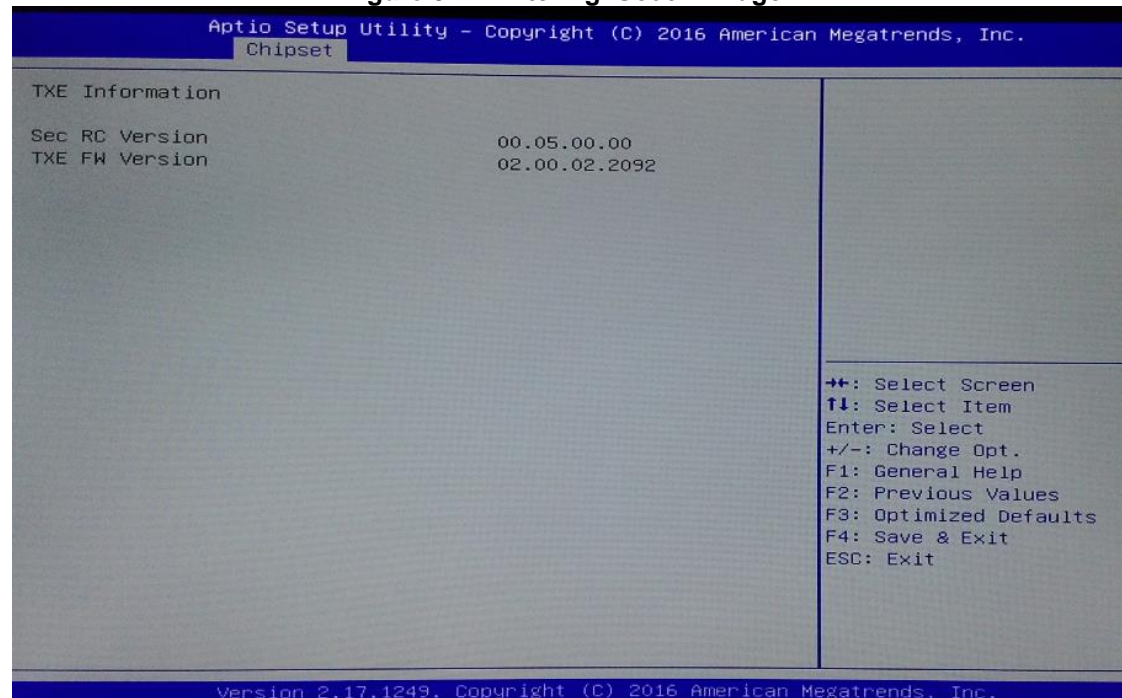 Aptio Setup Utility – Copyright (C) 2016 American Megatrends, Inc.
Chipset
TXE Information
Sec RC Version 00.05.00.00
TXE FW Version 02.00.02.2092
→←: Select Screen
↑↓: Select Item
Enter: Select
+/-: Change Opt.
F1: General Help
F2: Previous Values
F3: Optimized Defaults
F4: Save & Exit
ESC: Exit
Version 2.17.1249. Copyright (C) 2016 American Megatrends, Inc.